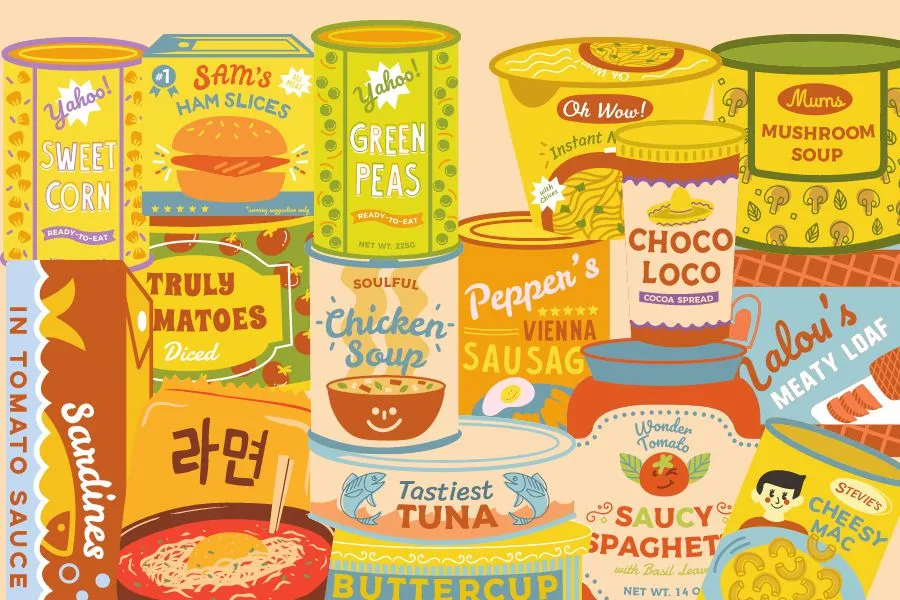 Yahoo!
SWEET
CORN
READY-TO-EAT
#1
SAM's
HAM SLICES
*serving suggestion only
Yahoo!
GREEN
PEAS
READY-TO-EAT
NET WT. 225G
Oh Wow!
Instant
with
Chives
Mums
MUSHROOM
SOUP
CHOCO
LOCO
COCOA SPREAD
TRULY
MATOES
Diced
SOULFUL
Chicken
Soup
Pepper's
VIENNA
SAUSAG
Malou's
MEATY LOAF
IN TOMATO SAUCE
Sandines
라면
Tastiest
TUNA
BUTTERCUP
Wonder
Tomato
SAUCY
SPAGHET
with Basil Leav
NET WT. 14 O
STEVIE'S
CHEESY
MAC